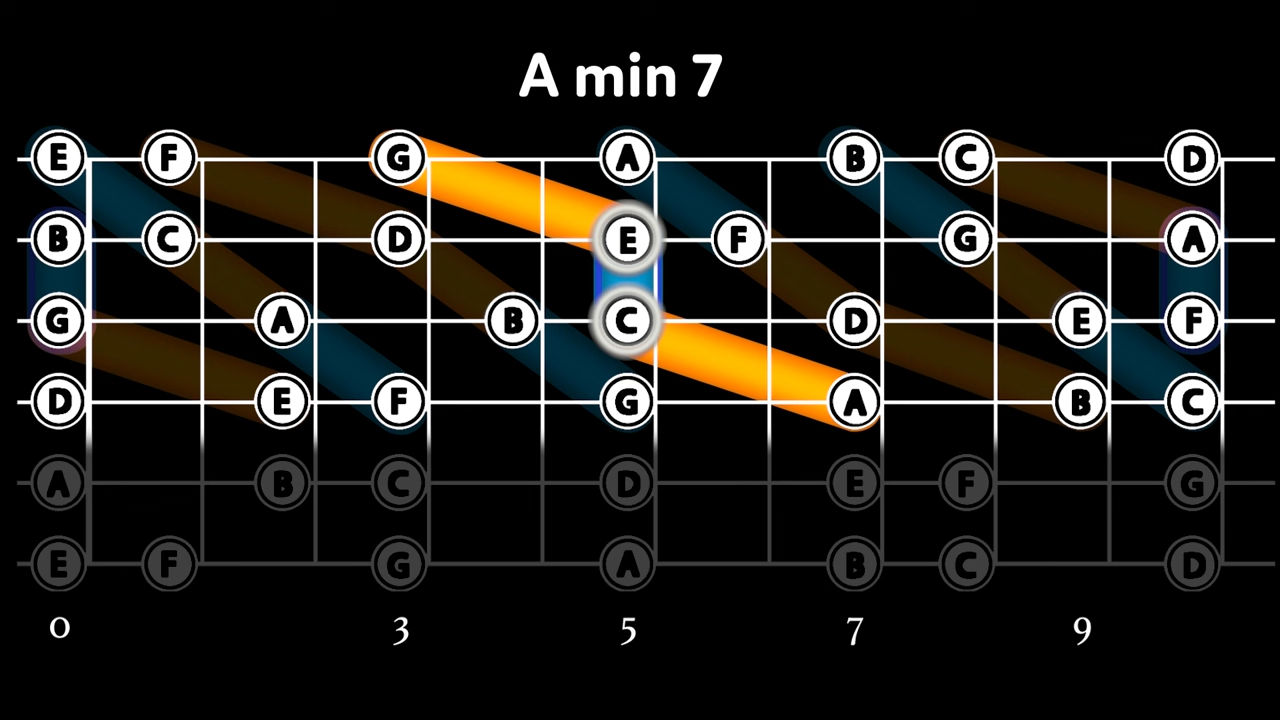 A min 7
E F G A B C D
B C D E F G A
G A B C D E F
D E F G A B C
A B C D E F G
E F G A B C D
0 3 5 7 9